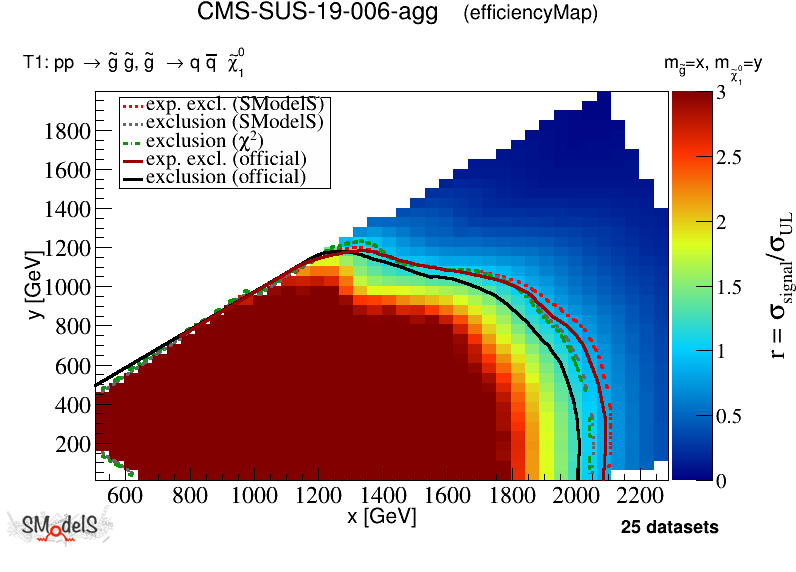 CMS-SUS-19-006-agg (efficiencyMap)
T1: pp → g̃ g̃, g̃ → q q̅ χ̃⁰₁
m_g̃=x, m_χ̃⁰₁=y
exp. excl. (SModelS)
exclusion (SModelS)
exclusion (χ²)
exp. excl. (official)
exclusion (official)
y [GeV]
1800
1600
1400
1200
1000
800
600
400
200
600 800 1000 1200 1400 1600 1800 2000 2200
x [GeV]
3
2.5
2
1.5
1
0.5
0
r = σ_signal/σ_UL
SModelS
25 datasets